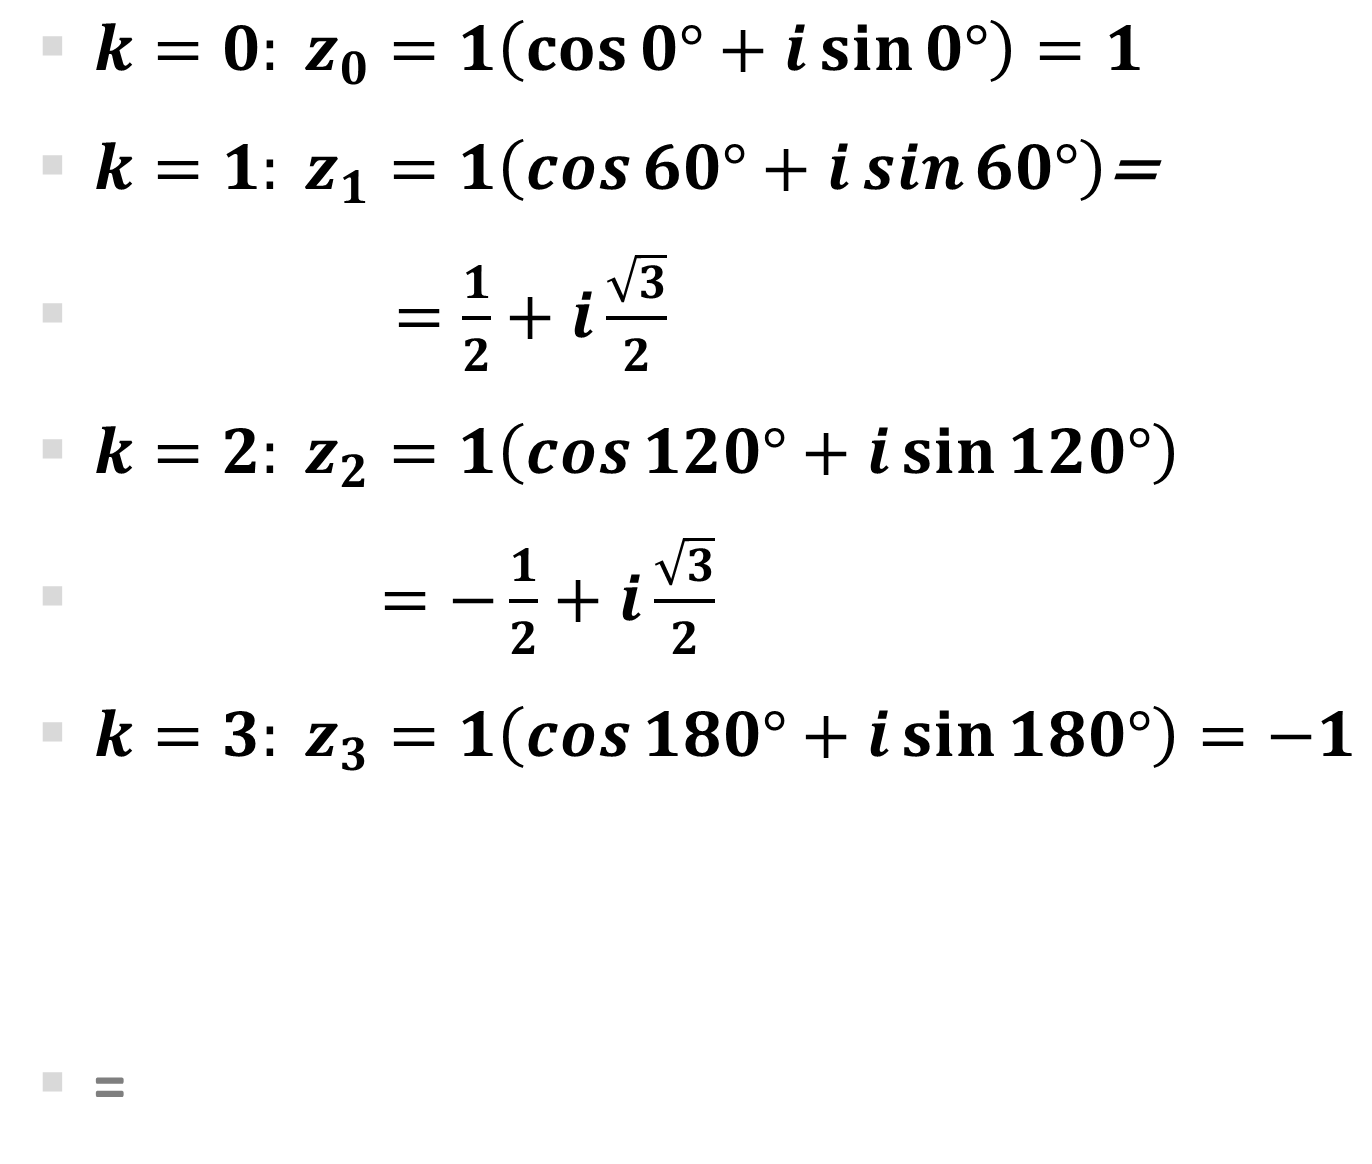 ▪ k = 0: z₀ = 1(cos 0° + i sin 0°) = 1
▪ k = 1: z₁ = 1(cos 60° + i sin 60°)=
▪ = 1/2 + i √3/2
▪ k = 2: z₂ = 1(cos 120° + i sin 120°)
▪ = −1/2 + i √3/2
▪ k = 3: z₃ = 1(cos 180° + i sin 180°) = −1
▪ =